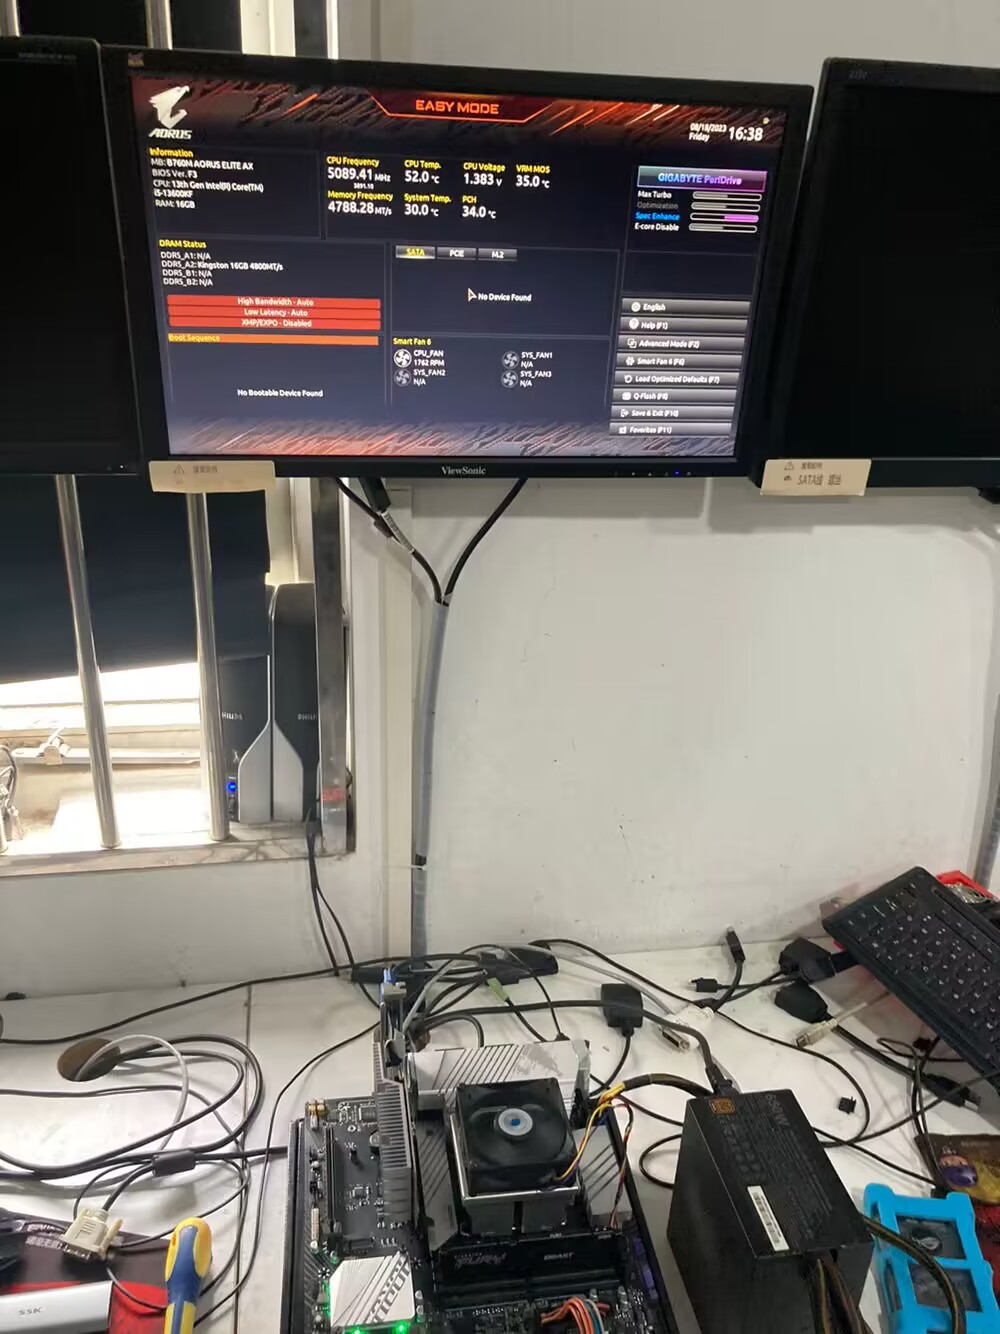 EASY MODE
AORUS
08/18/2023
Friday
16:38
Information
MB: B760M AORUS ELITE AX
BIOS Ver. F3
CPU: 13th Gen Intel(R) Core(TM)
i5-13600KF
RAM: 16GB
CPU Frequency
5089.41 MHz
CPU Temp.
52.0 °C
CPU Voltage
1.383 V
VRM MOS
35.0 °C
Memory Frequency
4788.28 MT/s
System Temp.
30.0 °C
PCH
34.0 °C
GIGABYTE PerfDrive
Max Turbo
Optimization
Spec Enhance
E-core Disable
DRAM Status
DDR5_A1: N/A
DDR5_A2: Kingston 16GB 4800MT/s
DDR5_B1: N/A
DDR5_B2: N/A
High Bandwidth - Auto
Low Latency - Auto
XMP/EXPO - Disabled
SATA
PCIE
M.2
No Device Found
Boot Sequence
No Bootable Device Found
Smart Fan 6
CPU_FAN
1762 RPM
SYS_FAN1
N/A
SYS_FAN2
N/A
SYS_FAN3
N/A
English
Help (F1)
Advanced Mode (F2)
Smart Fan 6 (F6)
Load Optimized Defaults (F7)
Q-Flash (F8)
Save & Exit (F10)
Favorites (F11)
ViewSonic
SATA线
PHILIPS
650W
SSK